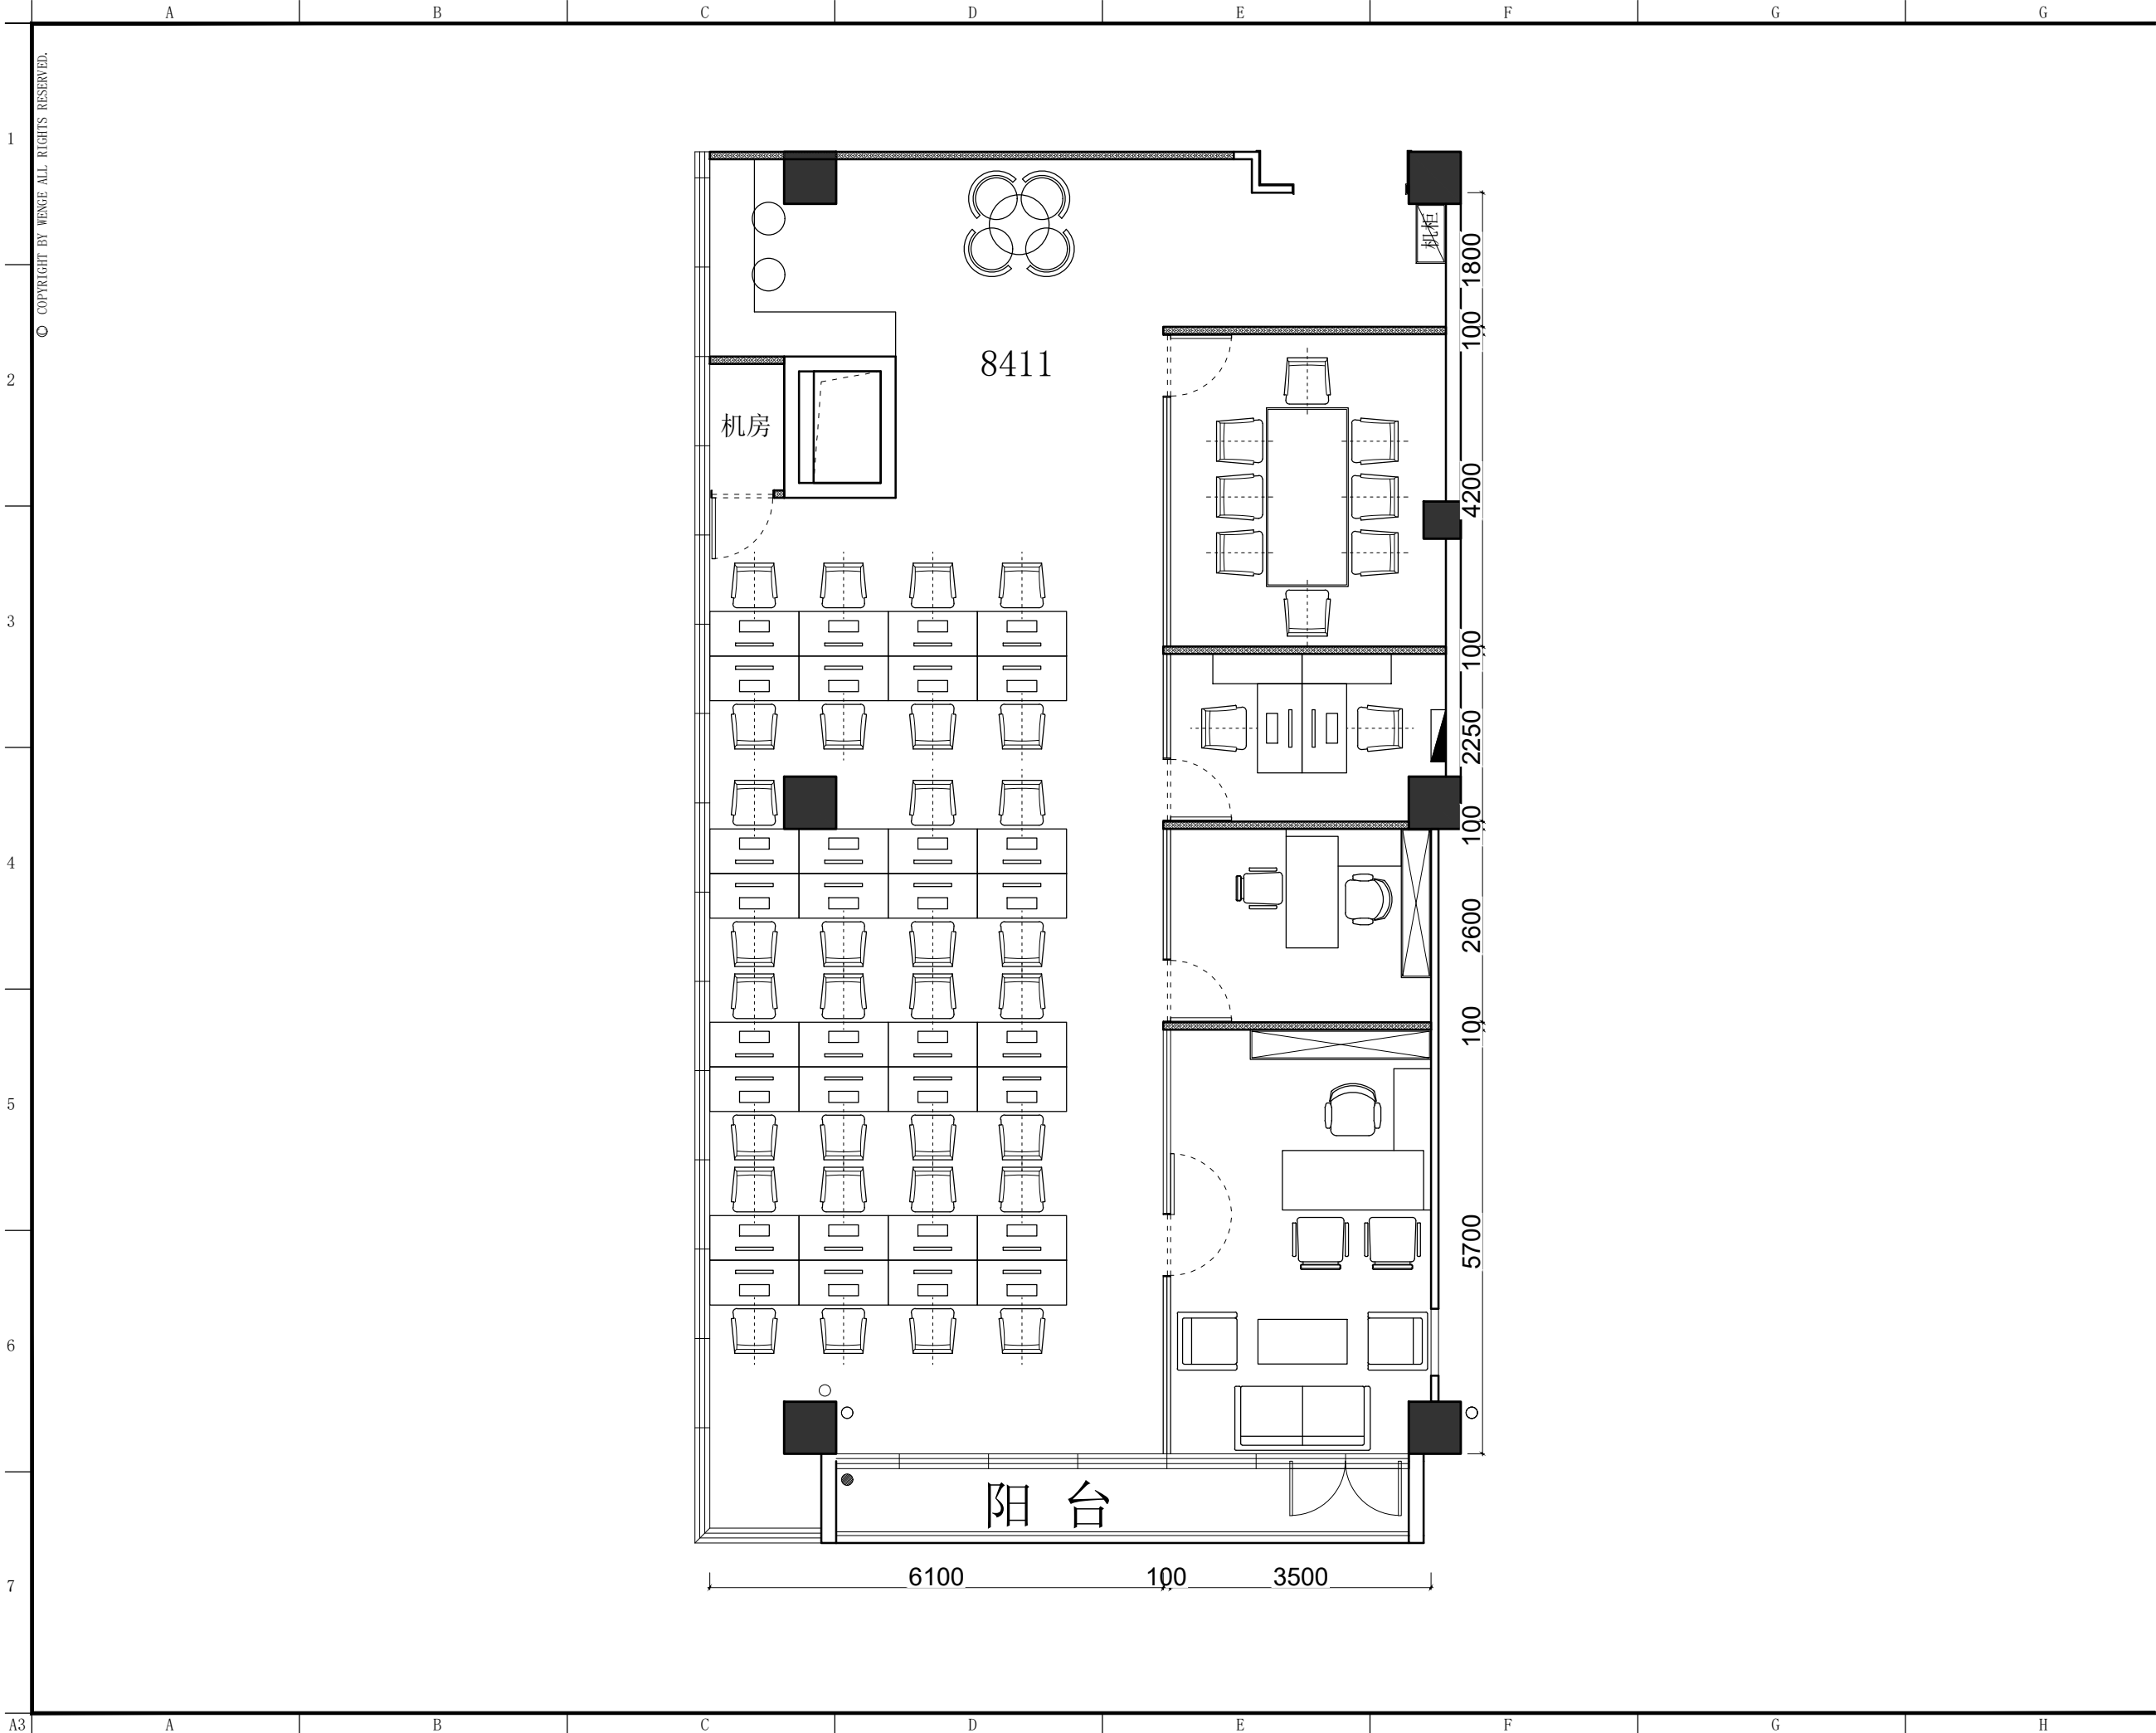 A B C D E F G G
© COPYRIGHT BY WENGE ALL RIGHTS RESERVED.
1
机柜
1800
100
2
8411
机房
4200
3
100
2250
4
100
2600
100
5
5700
6
阳 台
7
6100 100 3500
A3 A B C D E F G H